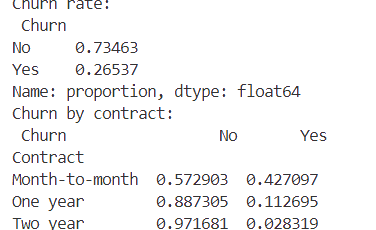 Churn rate:
Churn
No 0.73463
Yes 0.26537
Name: proportion, dtype: float64
Churn by contract:
Churn No Yes
Contract
Month-to-month 0.572903 0.427097
One year 0.887305 0.112695
Two year 0.971681 0.028319